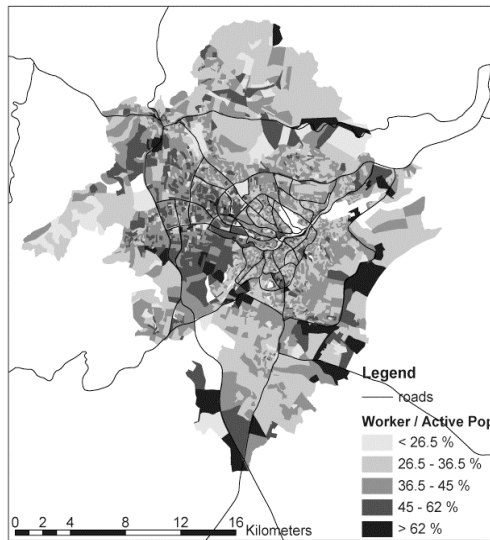 Legend
roads
Worker / Active Pop
< 26.5 %
26.5 - 36.5 %
36.5 - 45 %
45 - 62 %
> 62 %
0 2 4 8 12 16
Kilometers